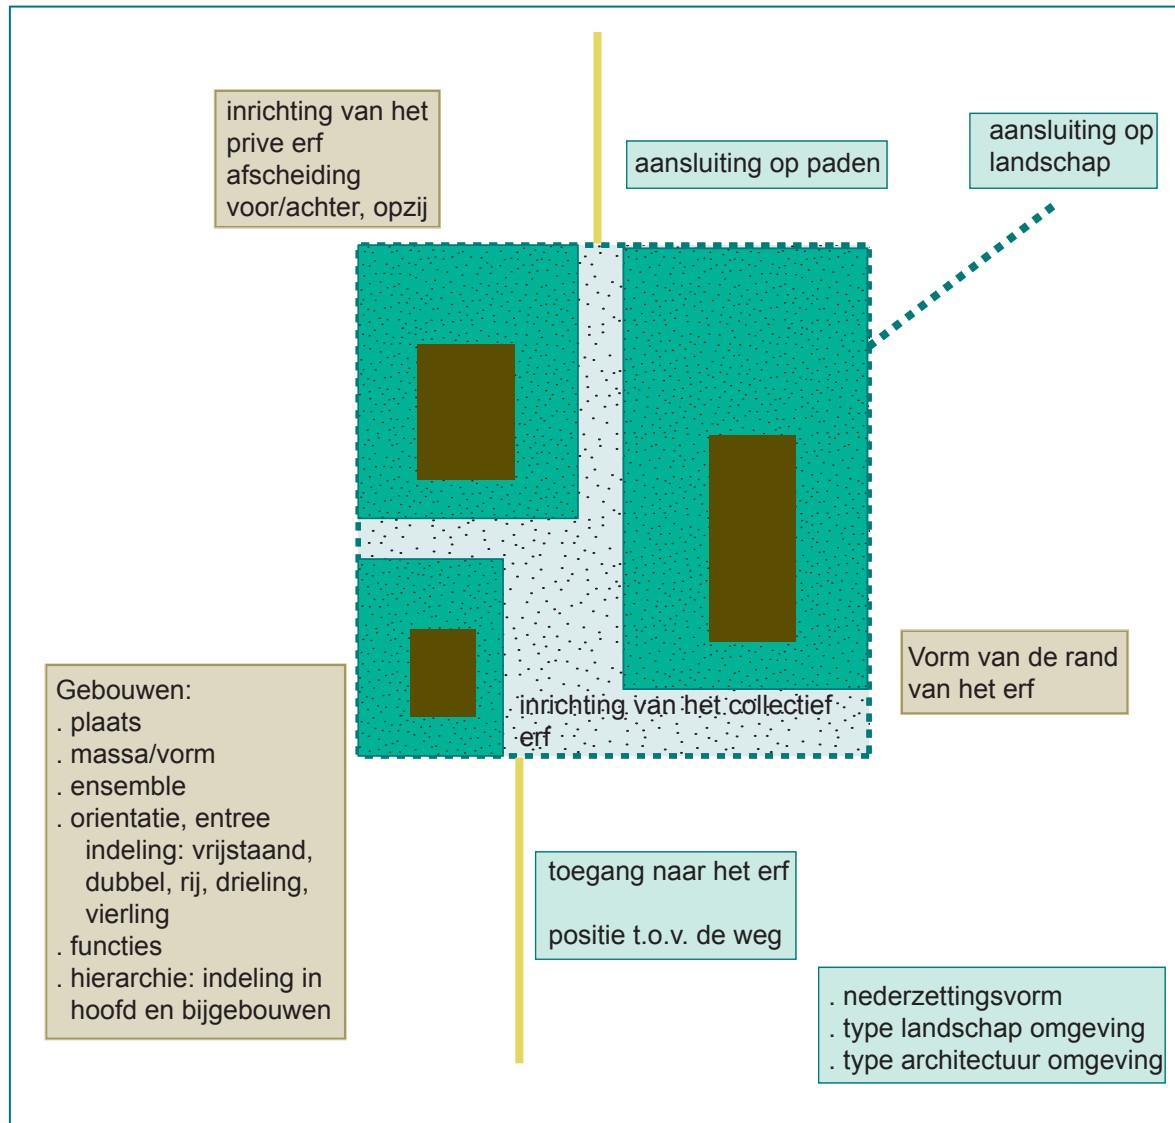 inrichting van het
prive erf
afscheiding
voor/achter, opzij
aansluiting op paden
aansluiting op
landschap
Vorm van de rand
van het erf
inrichting van het collectief
erf
Gebouwen:
. plaats
. massa/vorm
. ensemble
. orientatie, entree
indeling: vrijstaand,
dubbel, rij, drieling,
vierling
. functies
. hierarchie: indeling in
hoofd en bijgebouwen
toegang naar het erf
positie t.o.v. de weg
. nederzettingsvorm
. type landschap omgeving
. type architectuur omgeving